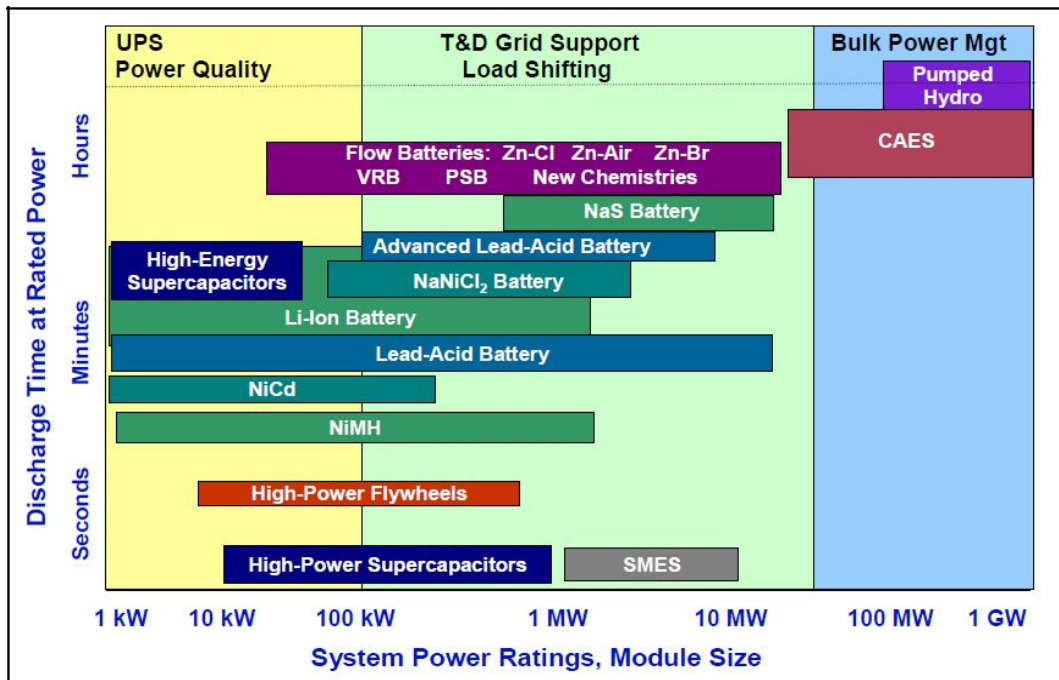 UPS
Power Quality
T&D Grid Support
Load Shifting
Bulk Power Mgt
Pumped
Hydro
CAES
Flow Batteries: Zn-Cl Zn-Air Zn-Br
VRB PSB New Chemistries
NaS Battery
Advanced Lead-Acid Battery
High-Energy
Supercapacitors
NaNiCl₂ Battery
Li-Ion Battery
Lead-Acid Battery
NiCd
NiMH
High-Power Flywheels
High-Power Supercapacitors
SMES
Discharge Time at Rated Power
Hours
Minutes
Seconds
1 kW 10 kW 100 kW 1 MW 10 MW 100 MW 1 GW
System Power Ratings, Module Size